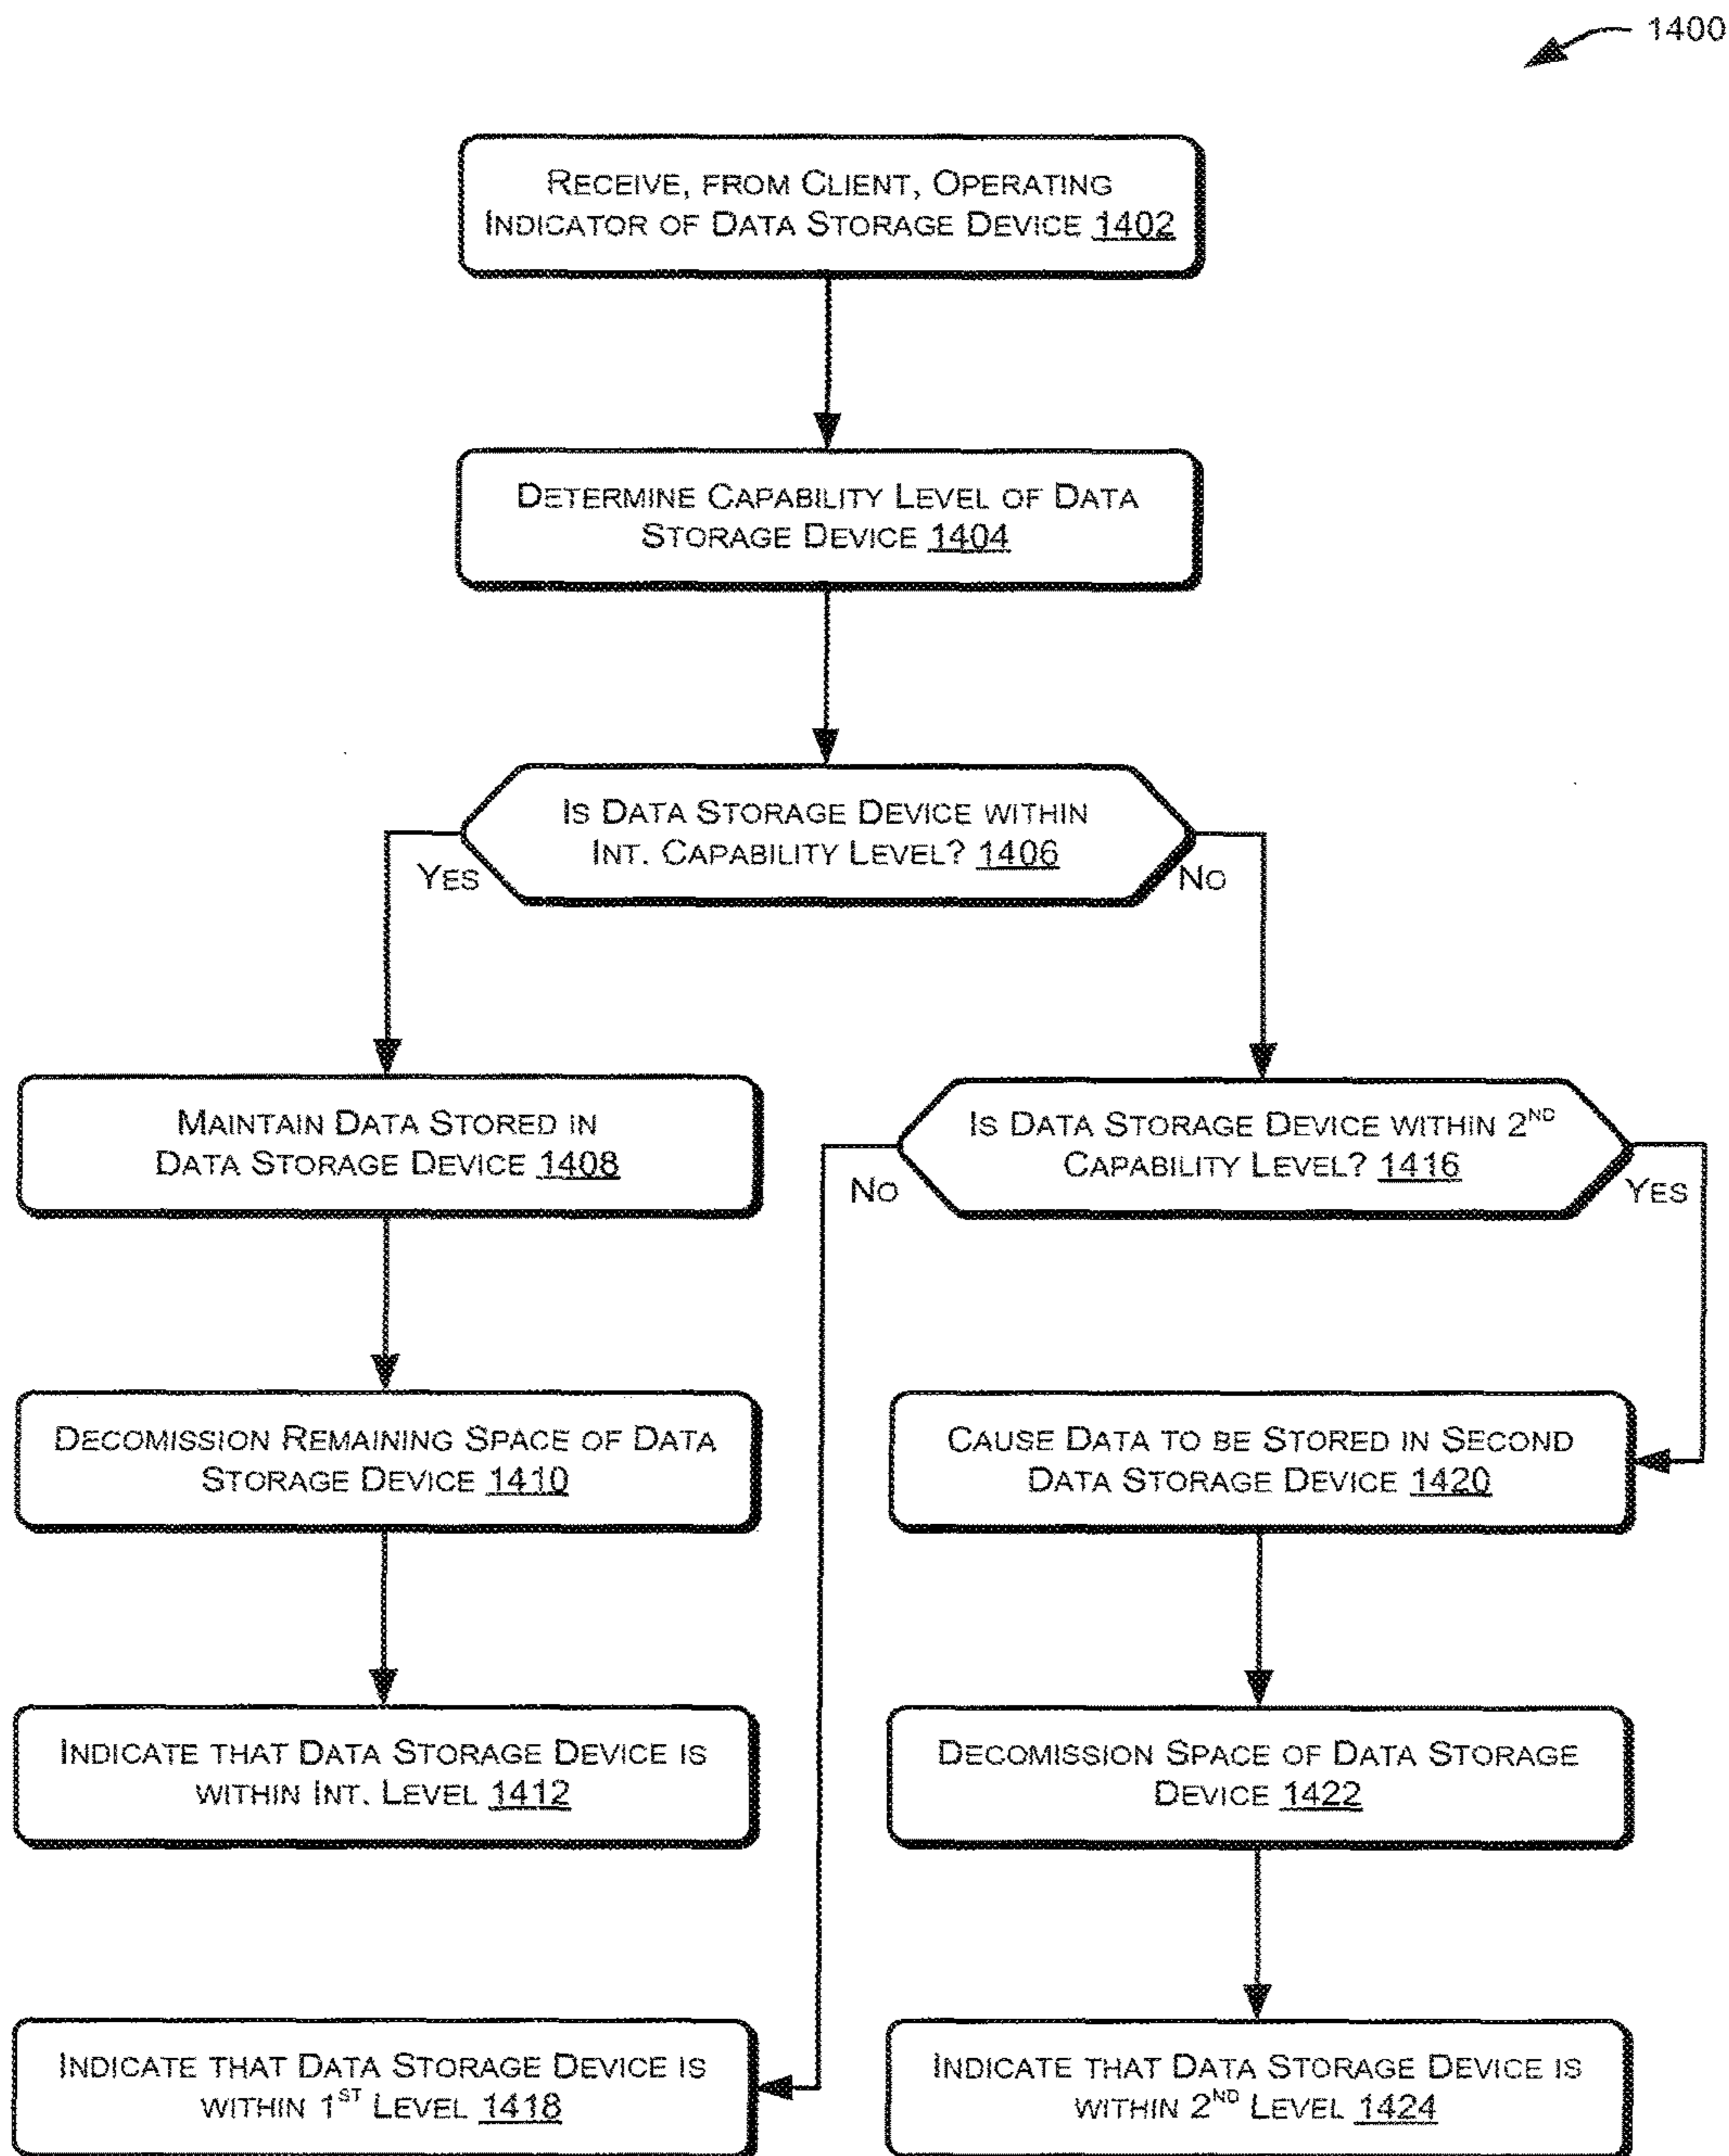 1400
RECEIVE, FROM CLIENT, OPERATING
INDICATOR OF DATA STORAGE DEVICE 1402
DETERMINE CAPABILITY LEVEL OF DATA
STORAGE DEVICE 1404
IS DATA STORAGE DEVICE WITHIN
INT. CAPABILITY LEVEL? 1406
YES
NO
MAINTAIN DATA STORED IN
DATA STORAGE DEVICE 1408
IS DATA STORAGE DEVICE WITHIN 2ND
CAPABILITY LEVEL? 1416
NO
YES
DECOMISSION REMAINING SPACE OF DATA
STORAGE DEVICE 1410
CAUSE DATA TO BE STORED IN SECOND
DATA STORAGE DEVICE 1420
INDICATE THAT DATA STORAGE DEVICE IS
WITHIN INT. LEVEL 1412
DECOMISSION SPACE OF DATA STORAGE
DEVICE 1422
INDICATE THAT DATA STORAGE DEVICE IS
WITHIN 1ST LEVEL 1418
INDICATE THAT DATA STORAGE DEVICE IS
WITHIN 2ND LEVEL 1424